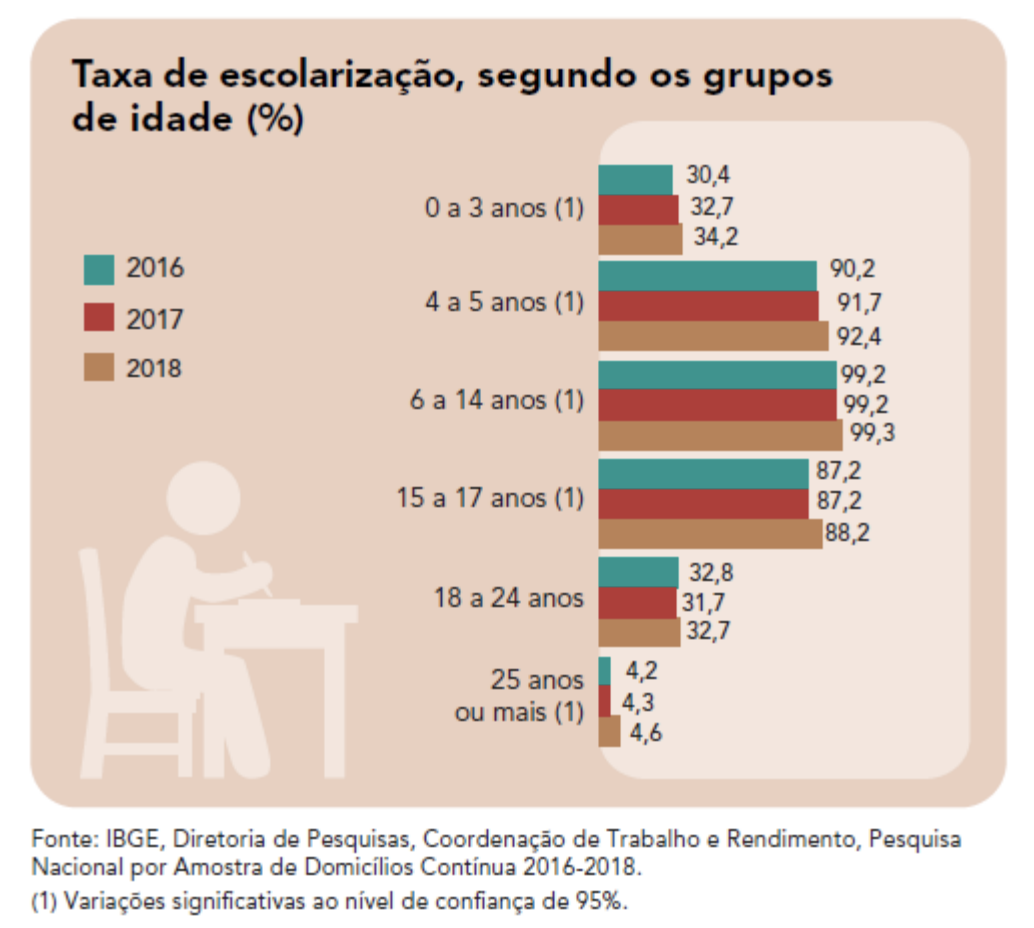 Taxa de escolarização, segundo os grupos
de idade (%)
2016
2017
2018
0 a 3 anos (1)
30,4
32,7
34,2
4 a 5 anos (1)
90,2
91,7
92,4
6 a 14 anos (1)
99,2
99,2
99,3
15 a 17 anos (1)
87,2
87,2
88,2
18 a 24 anos
32,8
31,7
32,7
25 anos
ou mais (1)
4,2
4,3
4,6
Fonte: IBGE, Diretoria de Pesquisas, Coordenação de Trabalho e Rendimento, Pesquisa
Nacional por Amostra de Domicílios Contínua 2016-2018.
(1) Variações significativas ao nível de confiança de 95%.